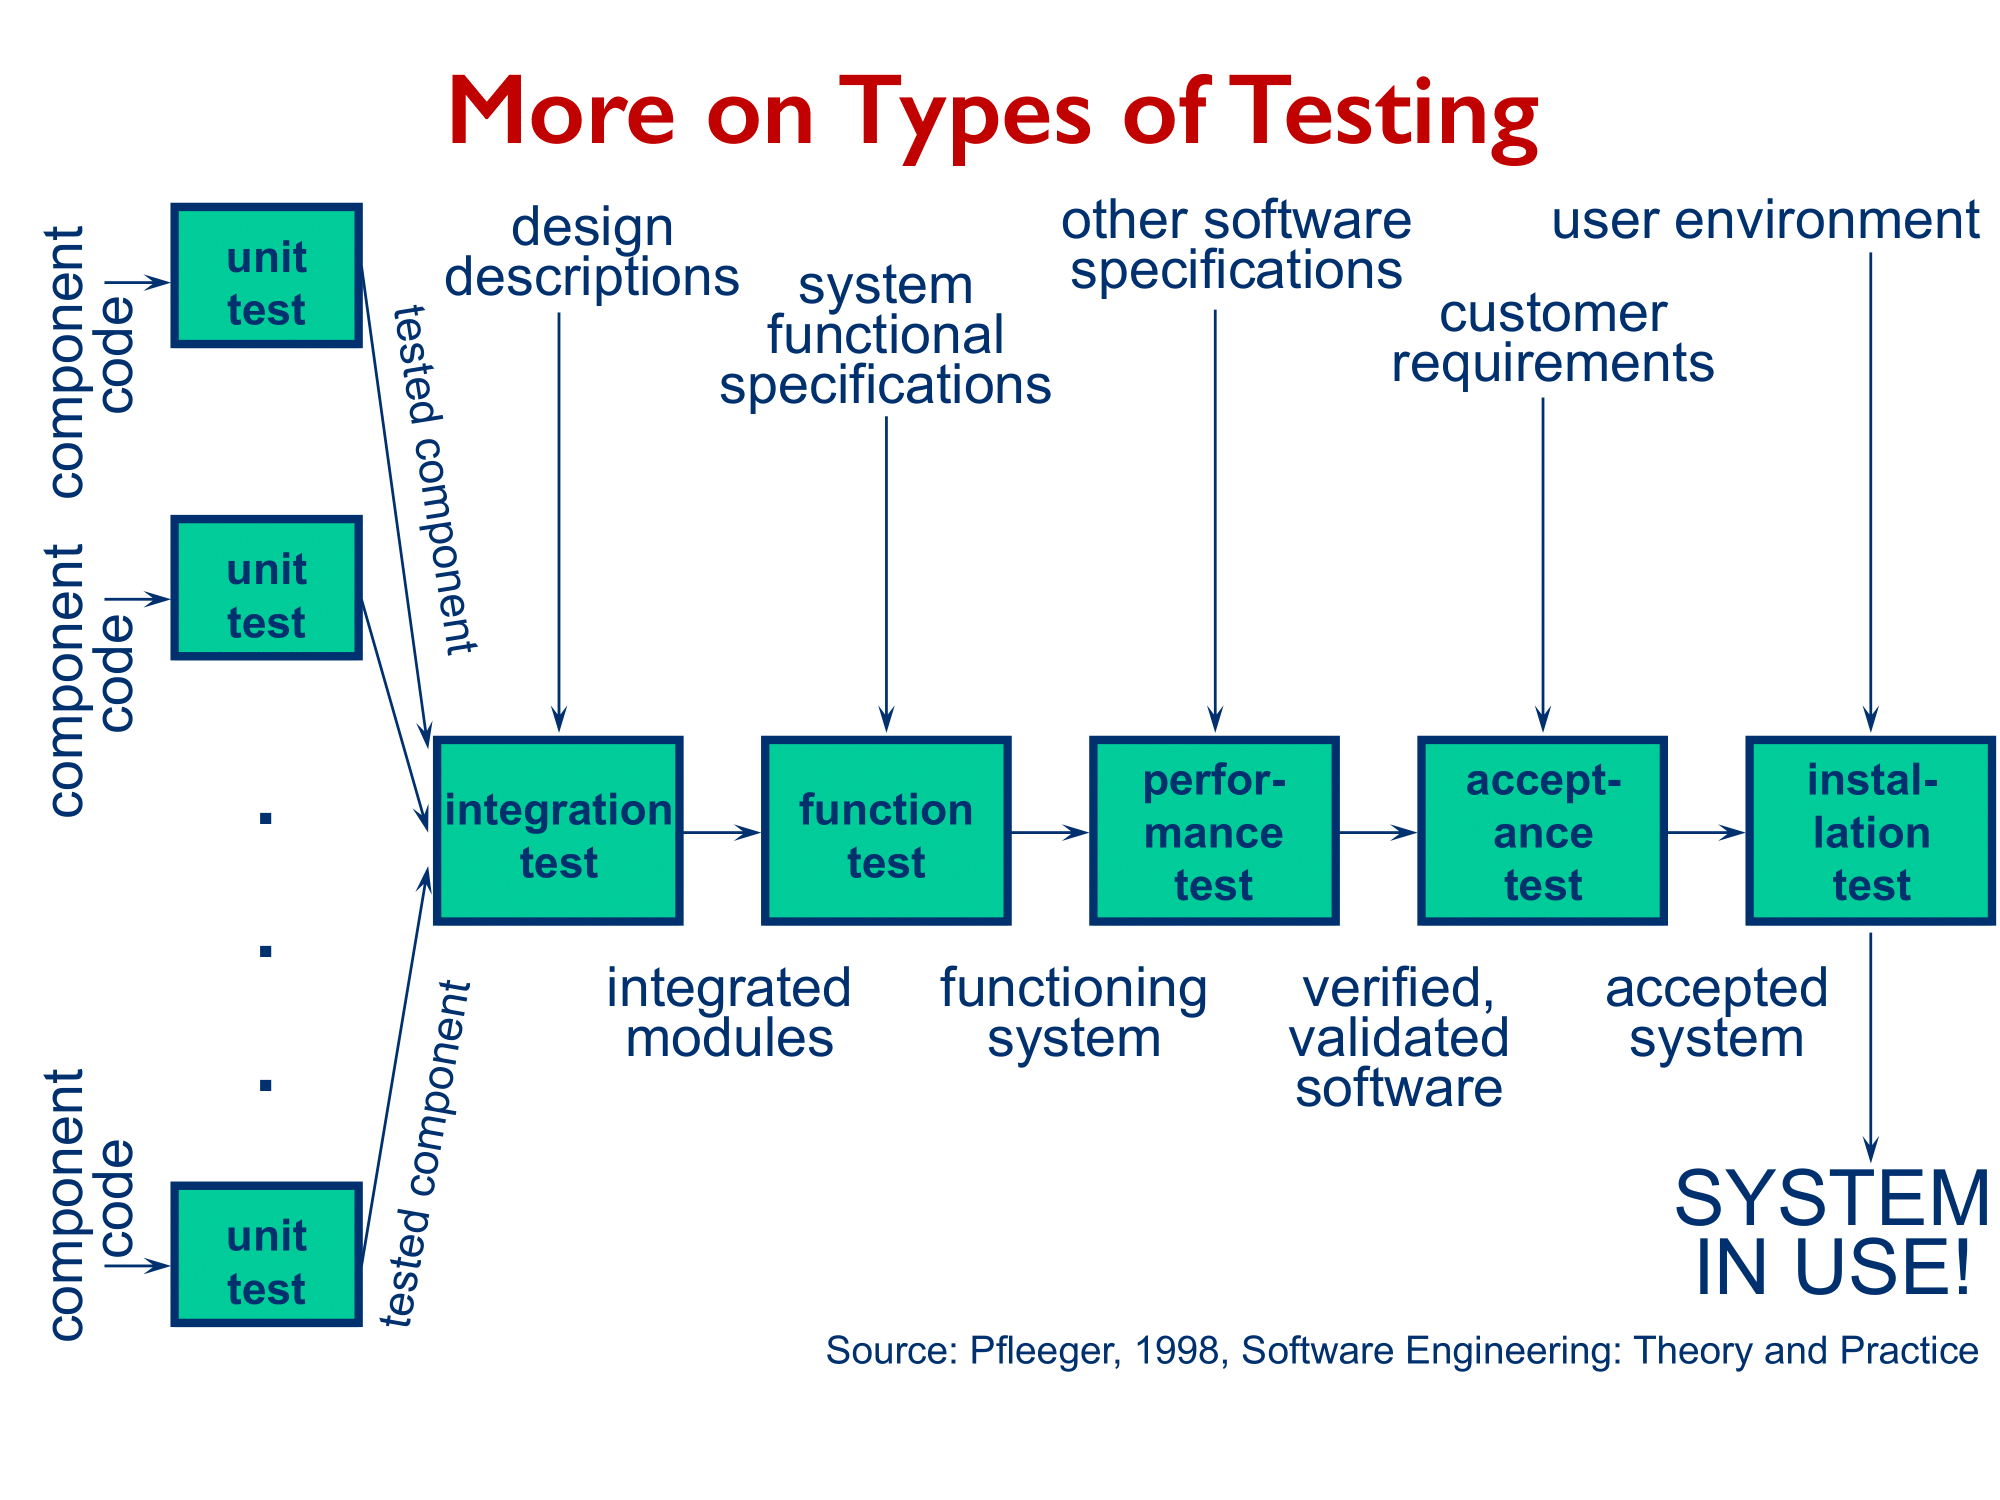 More on Types of Testing
component
code
unit
test
tested component
design
descriptions
system
functional
specifications
other software
specifications
customer
requirements
user environment
component
code
unit
test
integration
test
function
test
perfor-
mance
test
accept-
ance
test
instal-
lation
test
integrated
modules
functioning
system
verified,
validated
software
accepted
system
component
code
unit
test
tested component
SYSTEM
IN USE!
Source: Pfleeger, 1998, Software Engineering: Theory and Practice